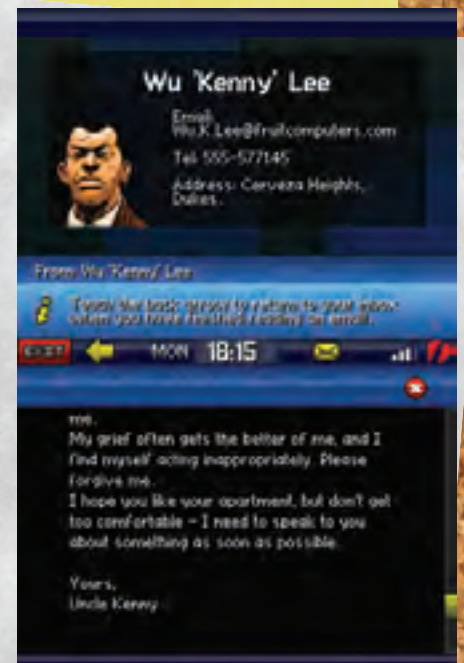 Wu 'Kenny' Lee
Email:
Wu.K.Lee@fruitcomputers.com
Tel: 555-577145
Address: Cerveza Heights,
Dukes.
From: Wu 'Kenny' Lee
Touch the back arrow to return to your inbox
when you have finished reading an email.
EXIT MON 18:15
me.
My grief often gets the better of me, and I
find myself acting inappropriately. Please
forgive me.
I hope you like your apartment, but don't get
too comfortable – I need to speak to you
about something as soon as possible.
Yours,
Uncle Kenny